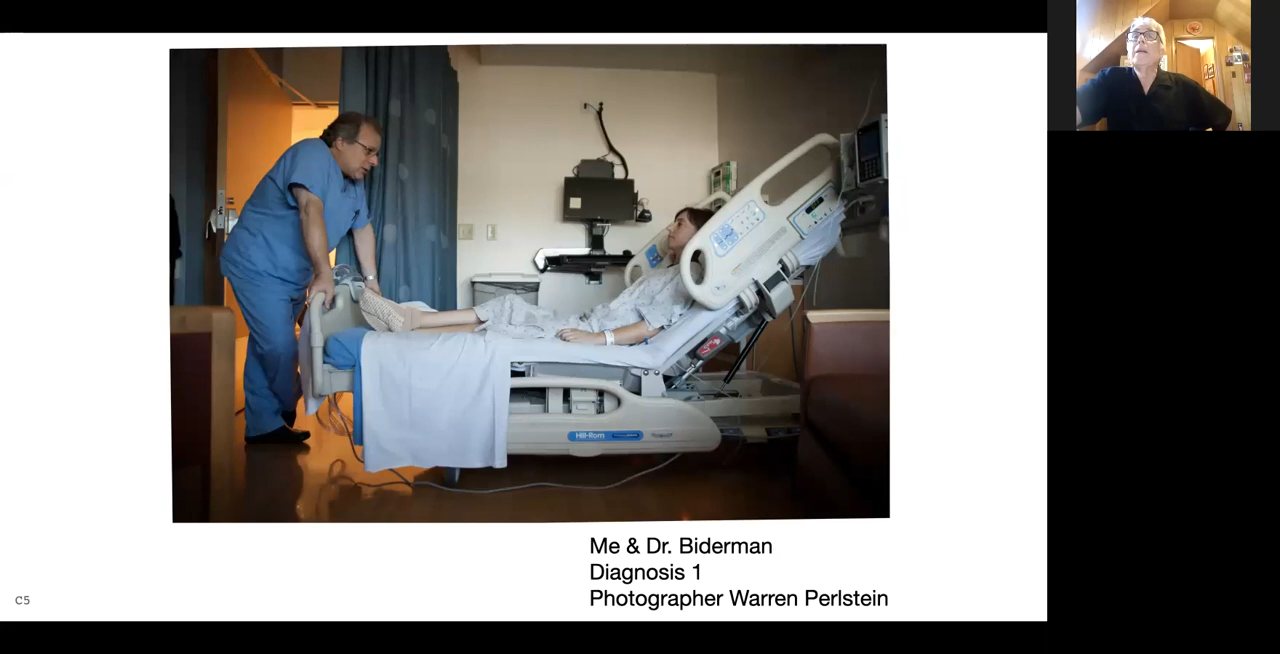 Hill-Rom
Me & Dr. Biderman
Diagnosis 1
Photographer Warren Perlstein
C5